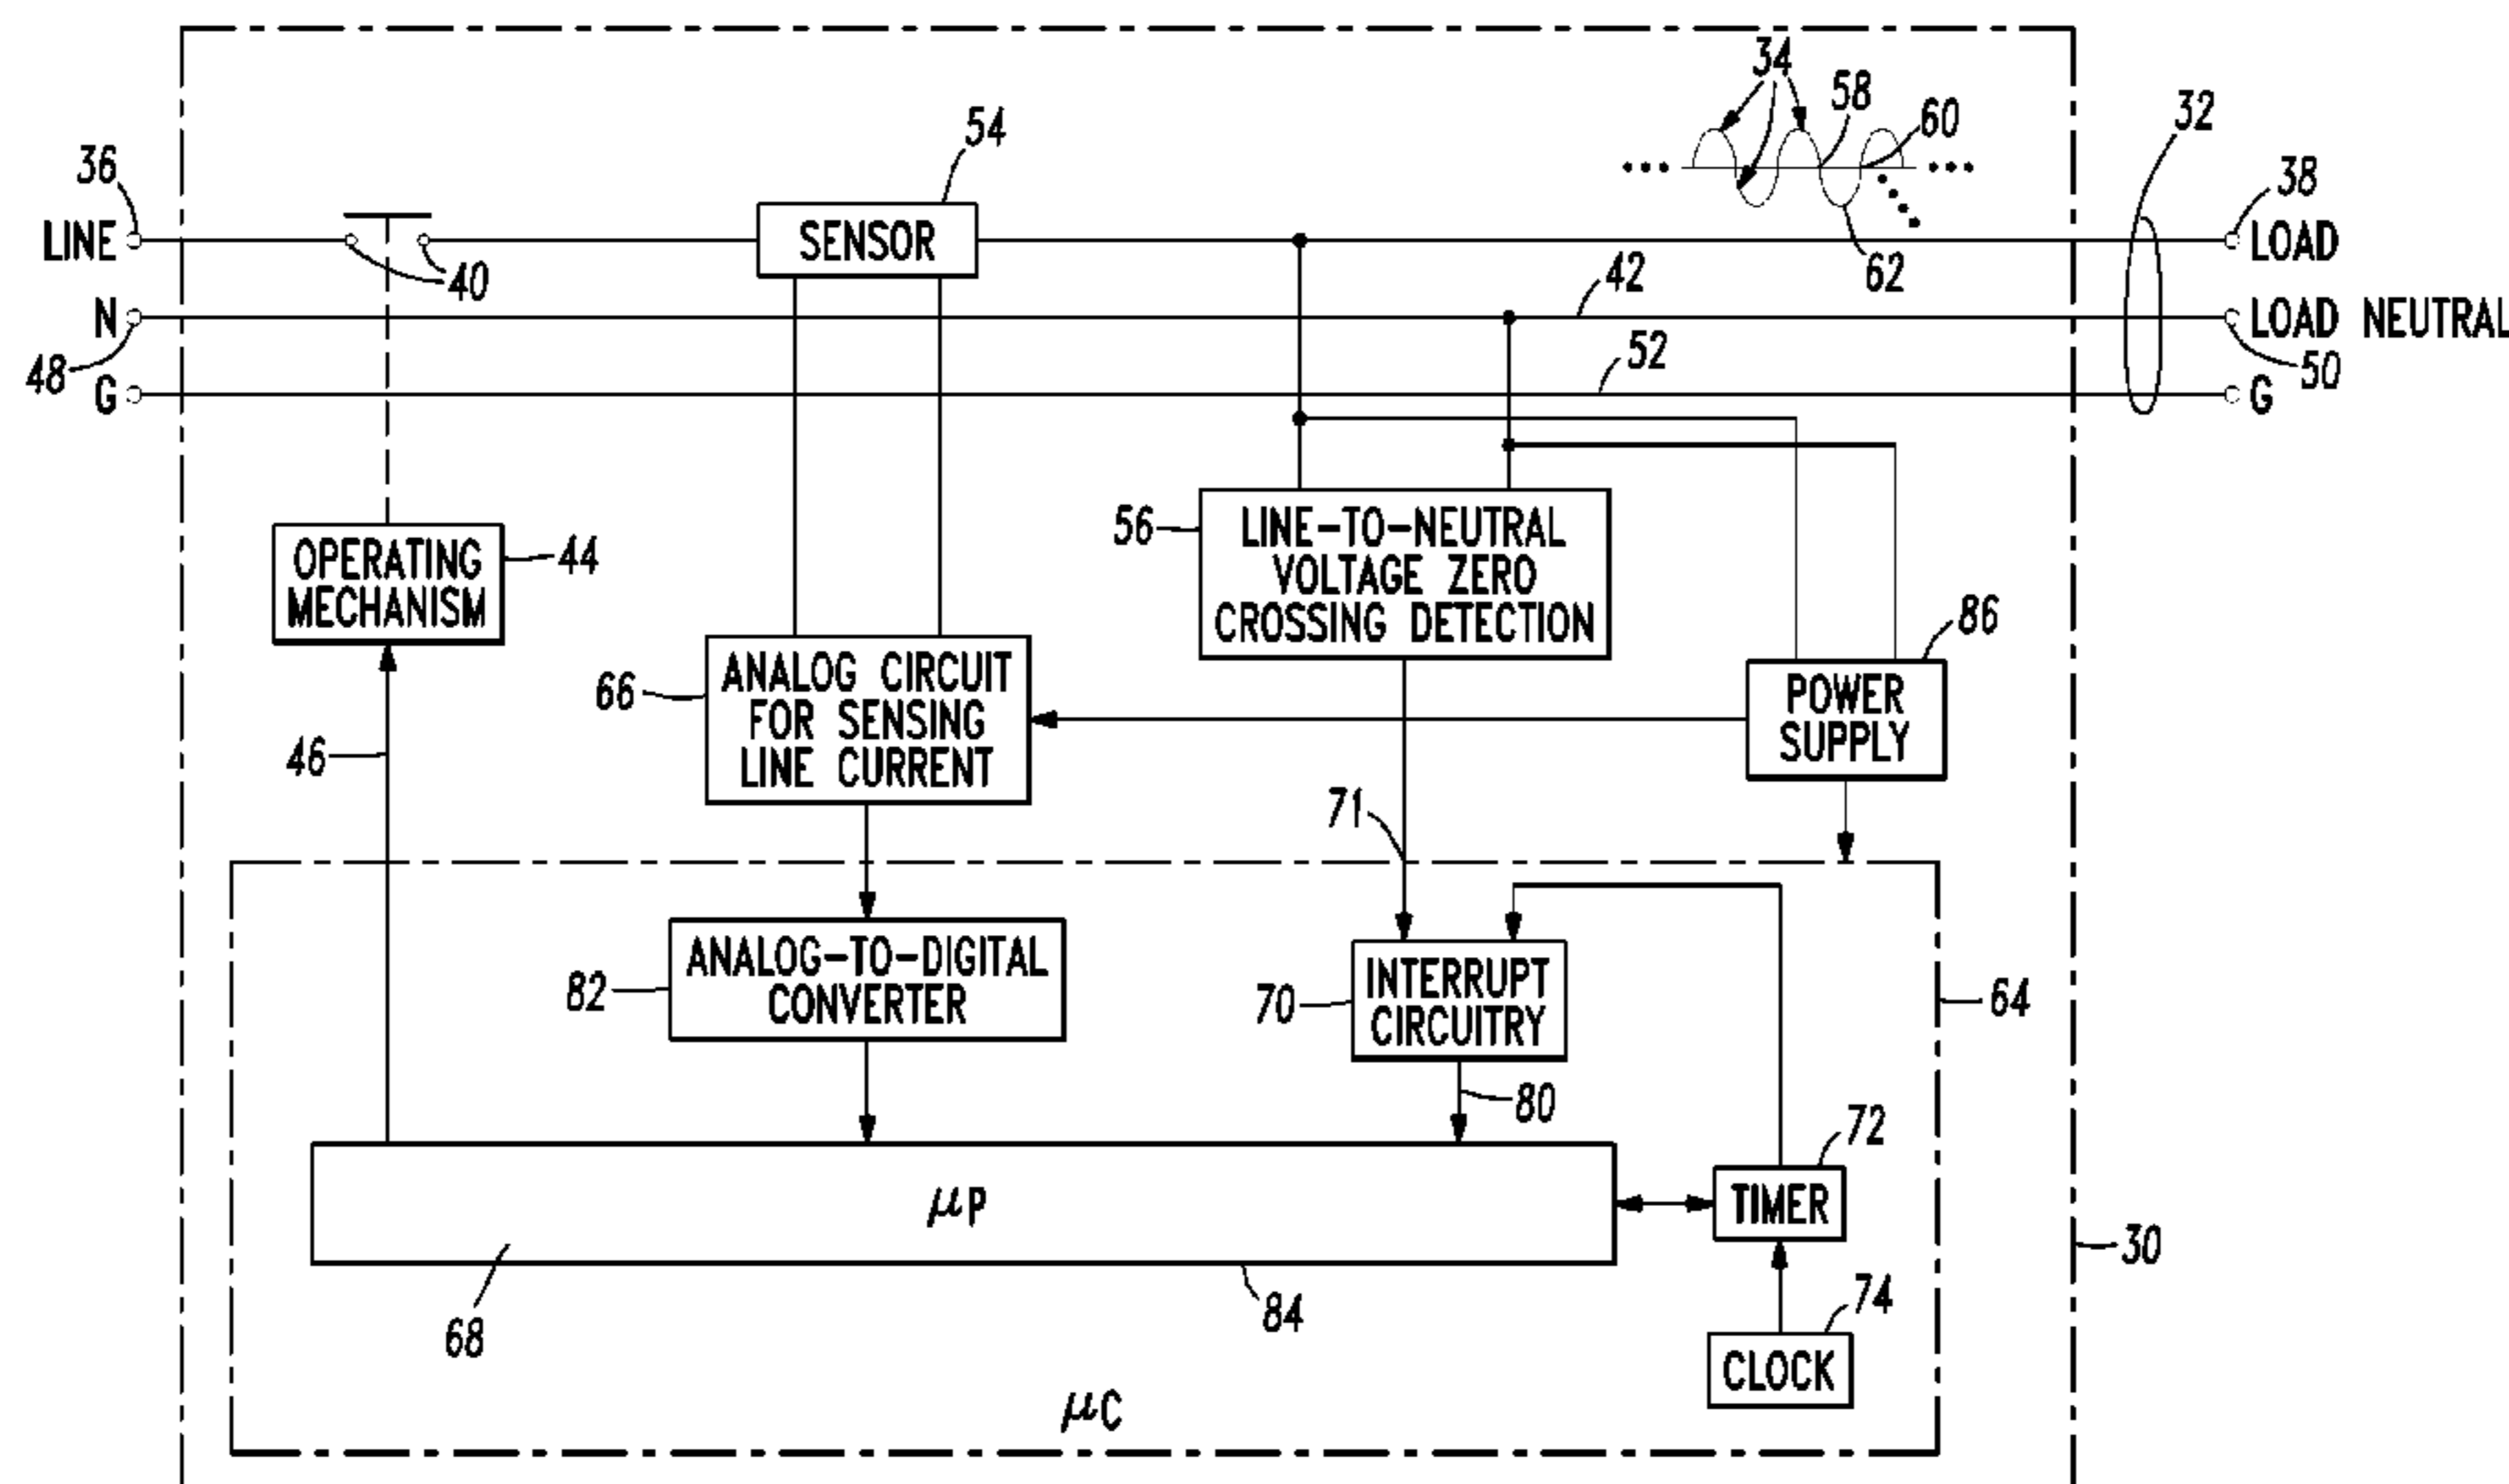 34
58
60
32
54
36
38
LINE
SENSOR
LOAD
40
42
62
N
LOAD NEUTRAL
48
52
50
G
G
56
LINE-TO-NEUTRAL
VOLTAGE ZERO
CROSSING DETECTION
OPERATING
MECHANISM
44
86
66
ANALOG CIRCUIT
FOR SENSING
LINE CURRENT
POWER
SUPPLY
46
71
82
ANALOG-TO-DIGITAL
CONVERTER
70
INTERRUPT
CIRCUITRY
64
80
72
μP
TIMER
30
68
84
74
CLOCK
μC